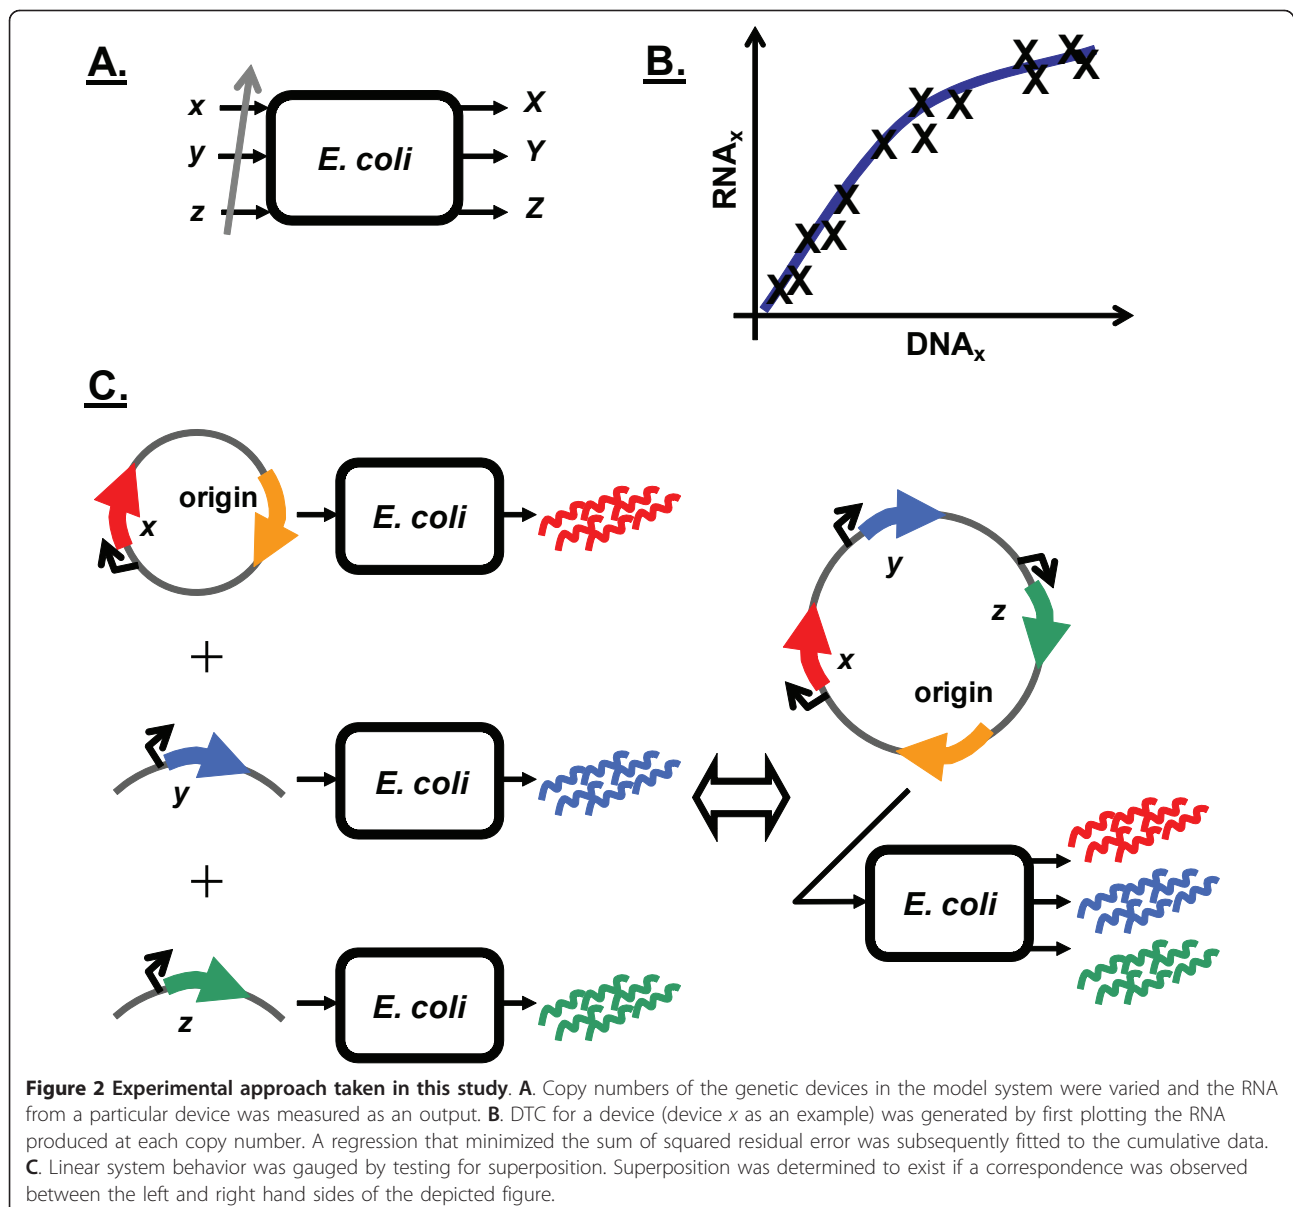 A.
x
y
z
E. coli
X
Y
Z
B.
RNAx
X X X X X X X X X X X X X X
DNAx
C.
origin
x
E. coli
+
y
E. coli
+
z
E. coli
y
z
x
origin
E. coli
Figure 2 Experimental approach taken in this study. A. Copy numbers of the genetic devices in the model system were varied and the RNA
from a particular device was measured as an output. B. DTC for a device (device x as an example) was generated by first plotting the RNA
produced at each copy number. A regression that minimized the sum of squared residual error was subsequently fitted to the cumulative data.
C. Linear system behavior was gauged by testing for superposition. Superposition was determined to exist if a correspondence was observed
between the left and right hand sides of the depicted figure.